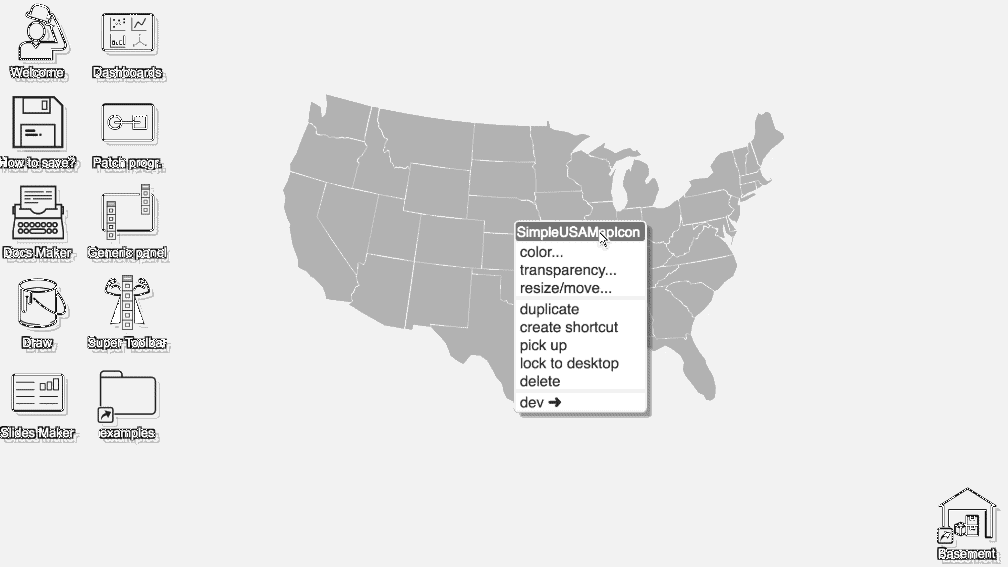 Welcome
Dashboards
How to save?
Patch progr.
Docs Maker
Generic panel
Draw
Super Toolbar
Slides Maker
examples
SimpleUSAMapIcon
color...
transparency...
resize/move...
duplicate
create shortcut
pick up
lock to desktop
delete
dev ➜
Basement